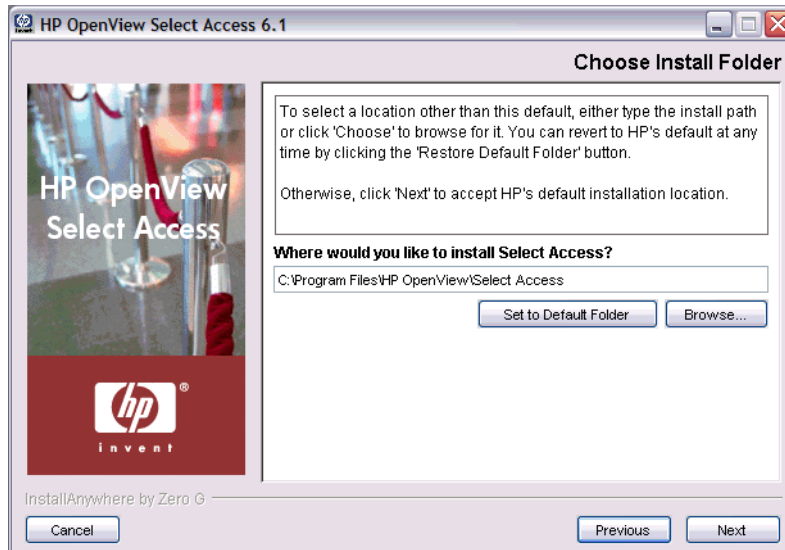 HP OpenView Select Access 6.1
Choose Install Folder
HP OpenView
Select Access
hp
®
invent
To select a location other than this default, either type the install path
or click 'Choose' to browse for it. You can revert to HP's default at any
time by clicking the 'Restore Default Folder' button.
Otherwise, click 'Next' to accept HP's default installation location.
Where would you like to install Select Access?
C:\Program Files\HP OpenView\Select Access
Set to Default Folder
Browse...
InstallAnywhere by Zero G
Cancel
Previous
Next